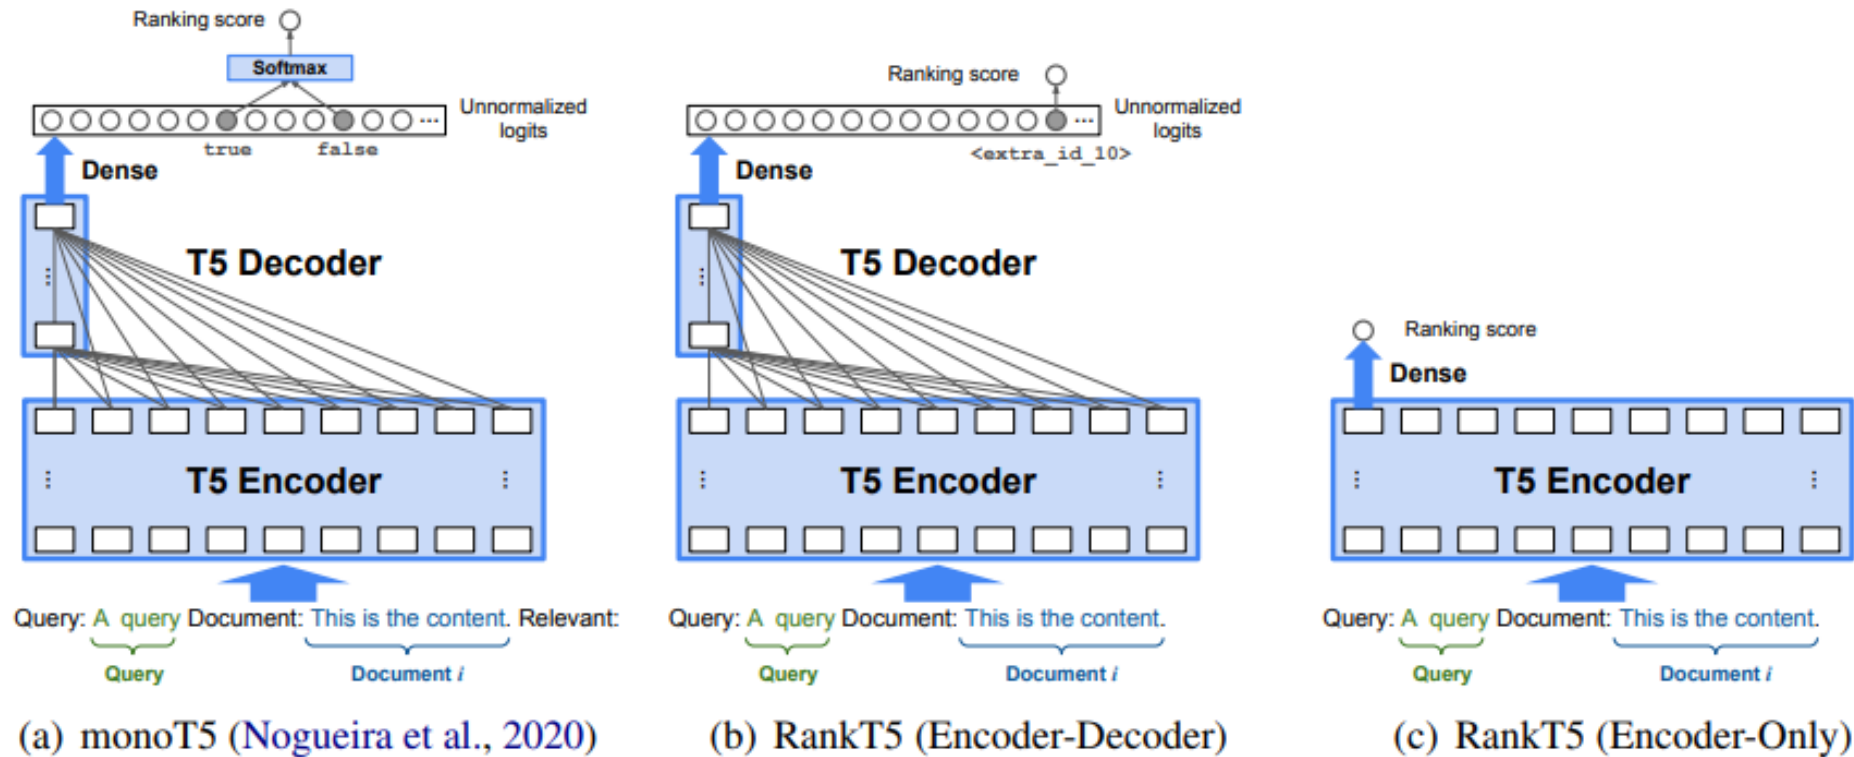 Ranking score
Softmax
Unnormalized
logits
true false
Dense
T5 Decoder
T5 Encoder
Query: A query Document: This is the content. Relevant:
Query
Document i
(a) monoT5 (Nogueira et al., 2020)
Ranking score
Unnormalized
logits
<extra_id_10>
Dense
T5 Decoder
T5 Encoder
Query: A query Document: This is the content.
Query
Document i
(b) RankT5 (Encoder-Decoder)
Ranking score
Dense
T5 Encoder
Query: A query Document: This is the content.
Query
Document i
(c) RankT5 (Encoder-Only)